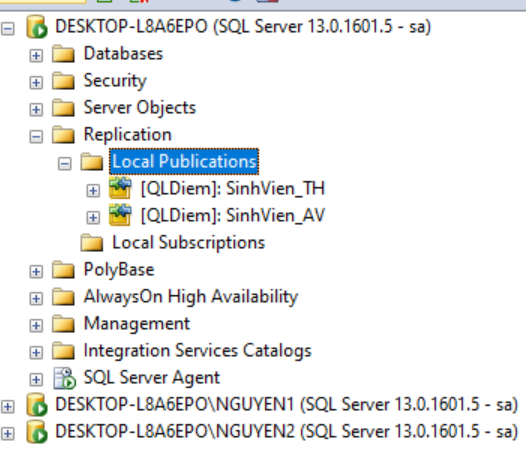 DESKTOP-L8A6EPO (SQL Server 13.0.1601.5 - sa)
Databases
Security
Server Objects
Replication
Local Publications
[QLDiem]: SinhVien_TH
[QLDiem]: SinhVien_AV
Local Subscriptions
PolyBase
AlwaysOn High Availability
Management
Integration Services Catalogs
SQL Server Agent
DESKTOP-L8A6EPO\NGUYEN1 (SQL Server 13.0.1601.5 - sa)
DESKTOP-L8A6EPO\NGUYEN2 (SQL Server 13.0.1601.5 - sa)